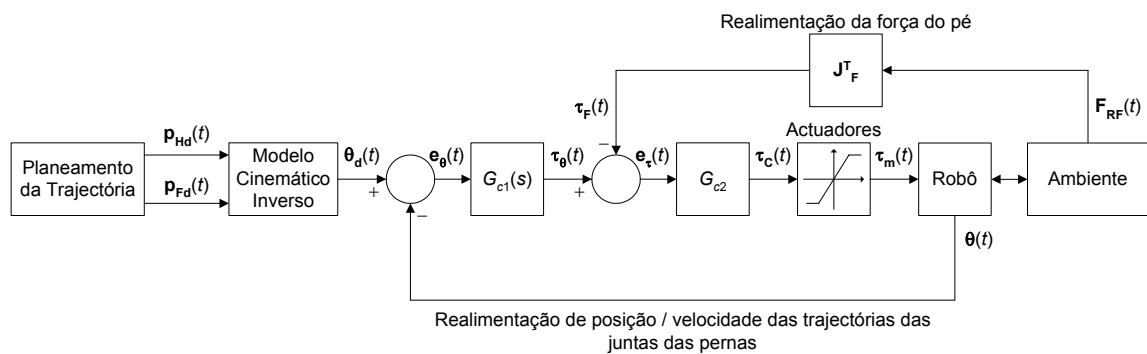 Realimentação da força do pé
J^T_F
τ_F(t)
F_RF(t)
Actuadores
p_Hd(t)
Planeamento
da Trajectória
p_Fd(t)
Modelo
Cinemático
Inverso
θ_d(t)
+
−
e_θ(t)
G_c1(s)
τ_θ(t)
+
−
e_τ(t)
G_c2
τ_C(t)
τ_m(t)
Robô
Ambiente
θ(t)
Realimentação de posição / velocidade das trajectórias das
juntas das pernas